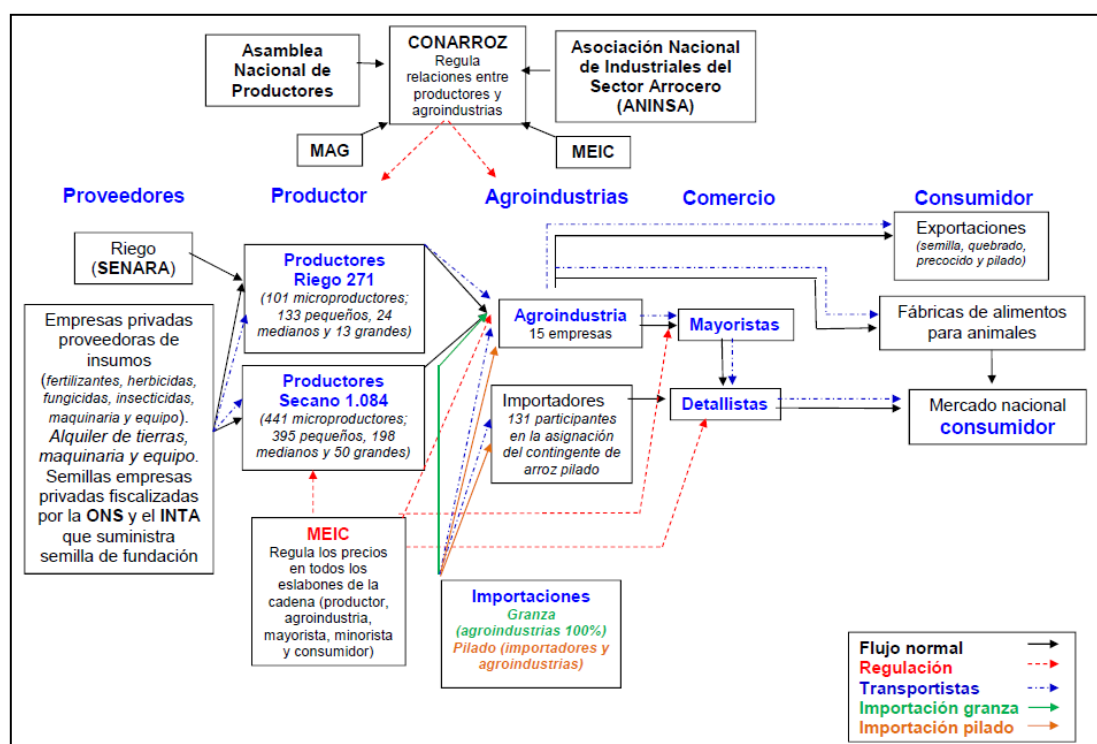 Asamblea
Nacional de
Productores
CONARROZ
Regula
relaciones entre
productores y
agroindustrias
Asociación Nacional
de Industriales del
Sector Arrocero
(ANINSA)
MAG
MEIC
Proveedores
Productor
Agroindustrias
Comercio
Consumidor
Riego
(SENARA)
Empresas privadas
proveedoras de
insumos
(fertilizantes, herbicidas,
fungicidas, insecticidas,
maquinaria y equipo).
Alquiler de tierras,
maquinaria y equipo.
Semillas empresas
privadas fiscalizadas
por la ONS y el INTA
que suministra
semilla de fundación
Productores
Riego 271
(101 microproductores;
133 pequeños, 24
medianos y 13 grandes)
Productores
Secano 1.084
(441 microproductores;
395 pequeños, 198
medianos y 50 grandes)
MEIC
Regula los precios
en todos los
eslabones de la
cadena (productor,
agroindustria,
mayorista, minorista
y consumidor)
Agroindustria
15 empresas
Importadores
131 participantes
en la asignación
del contingente de
arroz pilado
Importaciones
Granza
(agroindustrias 100%)
Pilado (importadores y
agroindustrias)
Mayoristas
Detallistas
Exportaciones
(semilla, quebrado,
precocido y pilado)
Fábricas de alimentos
para animales
Mercado nacional
consumidor
Flujo normal
Regulación
Transportistas
Importación granza
Importación pilado